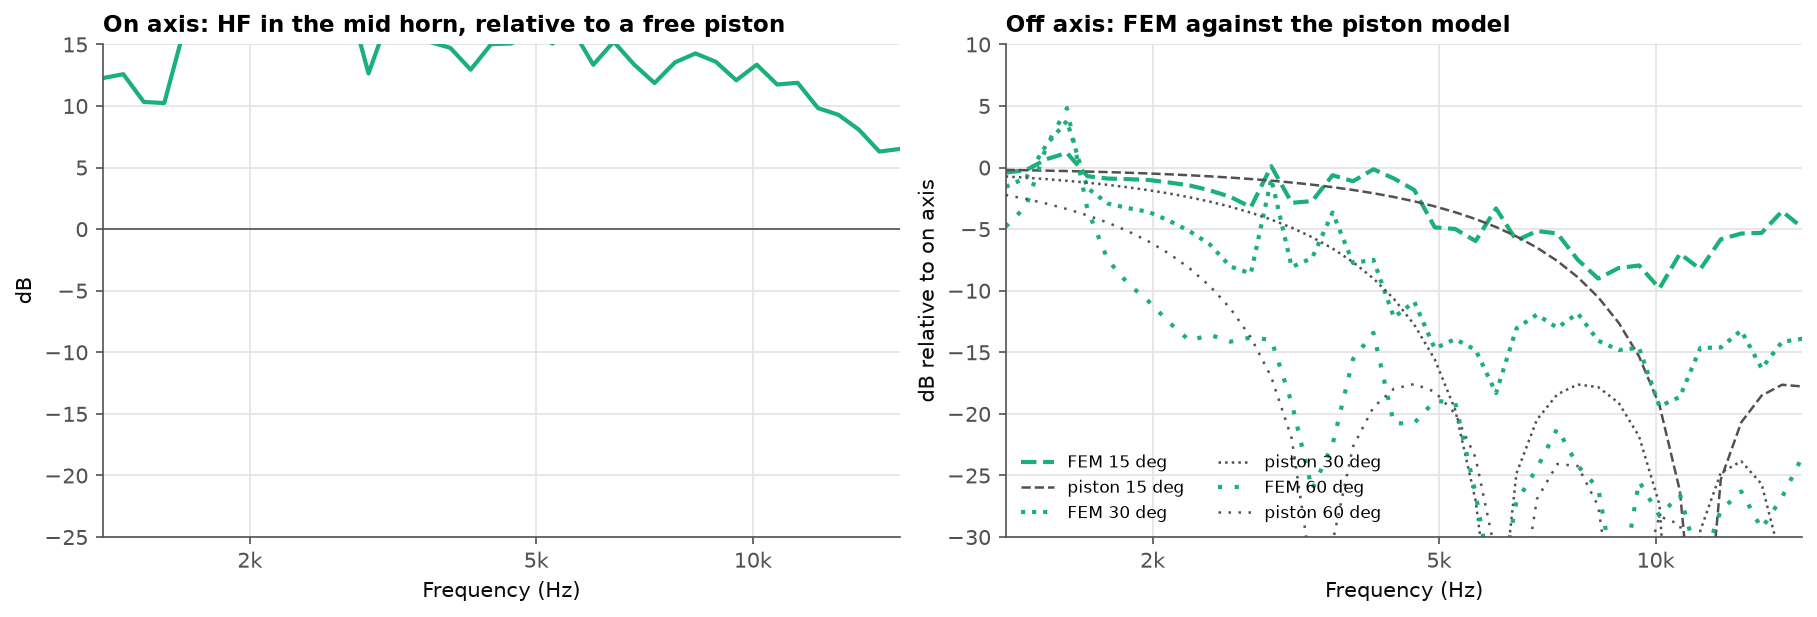 On axis: HF in the mid horn, relative to a free piston
15
10
5
0
−5
−10
−15
−20
−25
dB
2k
5k
10k
Frequency (Hz)
Off axis: FEM against the piston model
10
5
0
−5
−10
−15
−20
−25
−30
dB relative to on axis
FEM 15 deg
piston 15 deg
FEM 30 deg
piston 30 deg
FEM 60 deg
piston 60 deg
2k
5k
10k
Frequency (Hz)